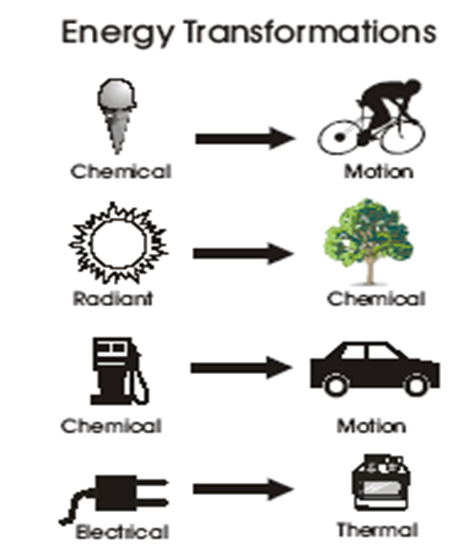 Energy Transformations
Chemical Motion
Radiant Chemical
Chemical Motion
Electrical Thermal